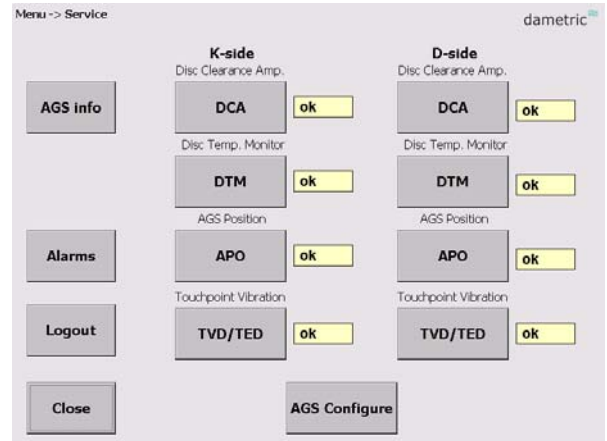 Menu -> Service
dametric
K-side D-side
Disc Clearance Amp. Disc Clearance Amp.
AGS info DCA ok DCA ok
Disc Temp. Monitor Disc Temp. Monitor
DTM ok DTM ok
AGS Position AGS Position
Alarms APO ok APO ok
Touchpoint Vibration Touchpoint Vibration
Logout TVD/TED ok TVD/TED ok
Close AGS Configure